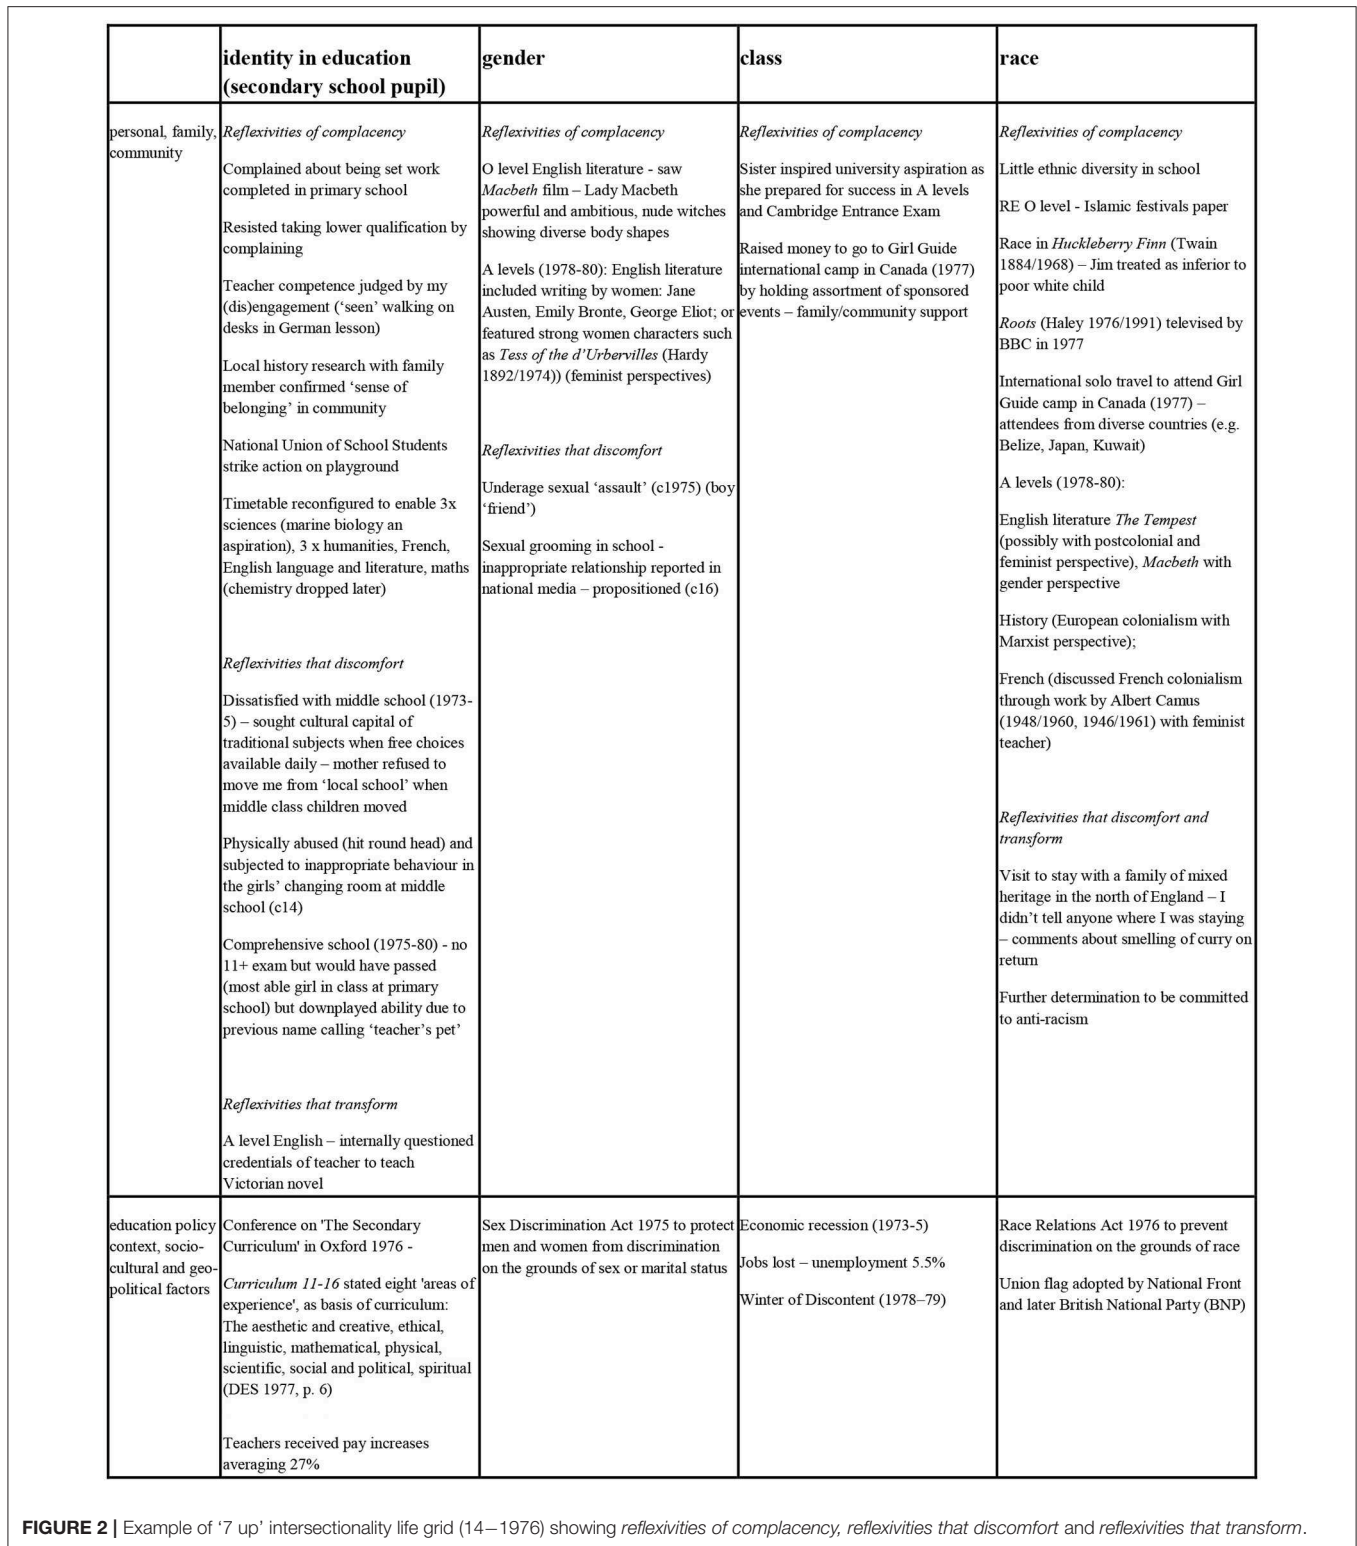 identity in education
(secondary school pupil)
gender
class
race
personal, family,
community
Reflexivities of complacency
Complained about being set work
completed in primary school
Resisted taking lower qualification by
complaining
Teacher competence judged by my
(dis)engagement (‘seen’ walking on
desks in German lesson)
Local history research with family
member confirmed ‘sense of
belonging’ in community
National Union of School Students
strike action on playground
Timetable reconfigured to enable 3x
sciences (marine biology an
aspiration), 3 x humanities, French,
English language and literature, maths
(chemistry dropped later)
Reflexivities that discomfort
Dissatisfied with middle school (1973-
5) – sought cultural capital of
traditional subjects when free choices
available daily – mother refused to
move me from ‘local school’ when
middle class children moved
Physically abused (hit round head) and
subjected to inappropriate behaviour in
the girls’ changing room at middle
school (c14)
Comprehensive school (1975-80) - no
11+ exam but would have passed
(most able girl in class at primary
school) but downplayed ability due to
previous name calling ‘teacher’s pet’
Reflexivities that transform
A level English – internally questioned
credentials of teacher to teach
Victorian novel
Reflexivities of complacency
O level English literature - saw
Macbeth film – Lady Macbeth
powerful and ambitious, nude witches
showing diverse body shapes
A levels (1978-80): English literature
included writing by women: Jane
Austen, Emily Bronte, George Eliot; or
featured strong women characters such
as Tess of the d’Urbervilles (Hardy
1892/1974)) (feminist perspectives)
Reflexivities that discomfort
Underage sexual ‘assault’ (c1975) (boy
‘friend’)
Sexual grooming in school -
inappropriate relationship reported in
national media – propositioned (c16)
Reflexivities of complacency
Sister inspired university aspiration as
she prepared for success in A levels
and Cambridge Entrance Exam
Raised money to go to Girl Guide
international camp in Canada (1977)
by holding assortment of sponsored
events – family/community support
Reflexivities of complacency
Little ethnic diversity in school
RE O level - Islamic festivals paper
Race in Huckleberry Finn (Twain
1884/1968) – Jim treated as inferior to
poor white child
Roots (Haley 1976/1991) televised by
BBC in 1977
International solo travel to attend Girl
Guide camp in Canada (1977) –
attendees from diverse countries (e.g.
Belize, Japan, Kuwait)
A levels (1978-80):
English literature The Tempest
(possibly with postcolonial and
feminist perspective), Macbeth with
gender perspective
History (European colonialism with
Marxist perspective);
French (discussed French colonialism
through work by Albert Camus
(1948/1960, 1946/1961) with feminist
teacher)
Reflexivities that discomfort and
transform
Visit to stay with a family of mixed
heritage in the north of England – I
didn’t tell anyone where I was staying
– comments about smelling of curry on
return
Further determination to be committed
to anti-racism
education policy
context, socio-
cultural and geo-
political factors
Conference on 'The Secondary
Curriculum' in Oxford 1976 -
Curriculum 11-16 stated eight 'areas of
experience', as basis of curriculum:
The aesthetic and creative, ethical,
linguistic, mathematical, physical,
scientific, social and political, spiritual
(DES 1977, p. 6)
Teachers received pay increases
averaging 27%
Sex Discrimination Act 1975 to protect
men and women from discrimination
on the grounds of sex or marital status
Economic recession (1973-5)
Jobs lost – unemployment 5.5%
Winter of Discontent (1978–79)
Race Relations Act 1976 to prevent
discrimination on the grounds of race
Union flag adopted by National Front
and later British National Party (BNP)
FIGURE 2 | Example of ‘7 up’ intersectionality life grid (14–1976) showing reflexivities of complacency, reflexivities that discomfort and reflexivities that transform.